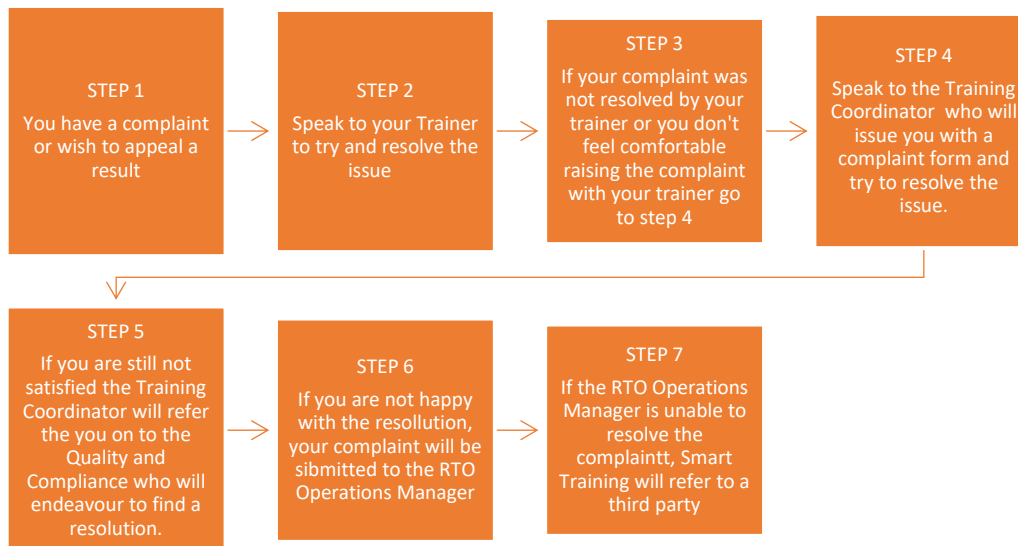 STEP 1
You have a complaint
or wish to appeal a
result
STEP 2
Speak to your Trainer
to try and resolve the
issue
STEP 3
If your complaint was
not resolved by your
trainer or you don't
feel comfortable
raising the complaint
with your trainer go
to step 4
STEP 4
Speak to the Training
Coordinator who will
issue you with a
complaint form and
try to resolve the
issue.
STEP 5
If you are still not
satisfied the Training
Coordinator will refer
the you on to the
Quality and
Compliance who will
endeavour to find a
resolution.
STEP 6
If you are not happy
with the resollution,
your complaint will be
sibmitted to the RTO
Operations Manager
STEP 7
If the RTO Operations
Manager is unable to
resolve the
complaintt, Smart
Training will refer to a
third party